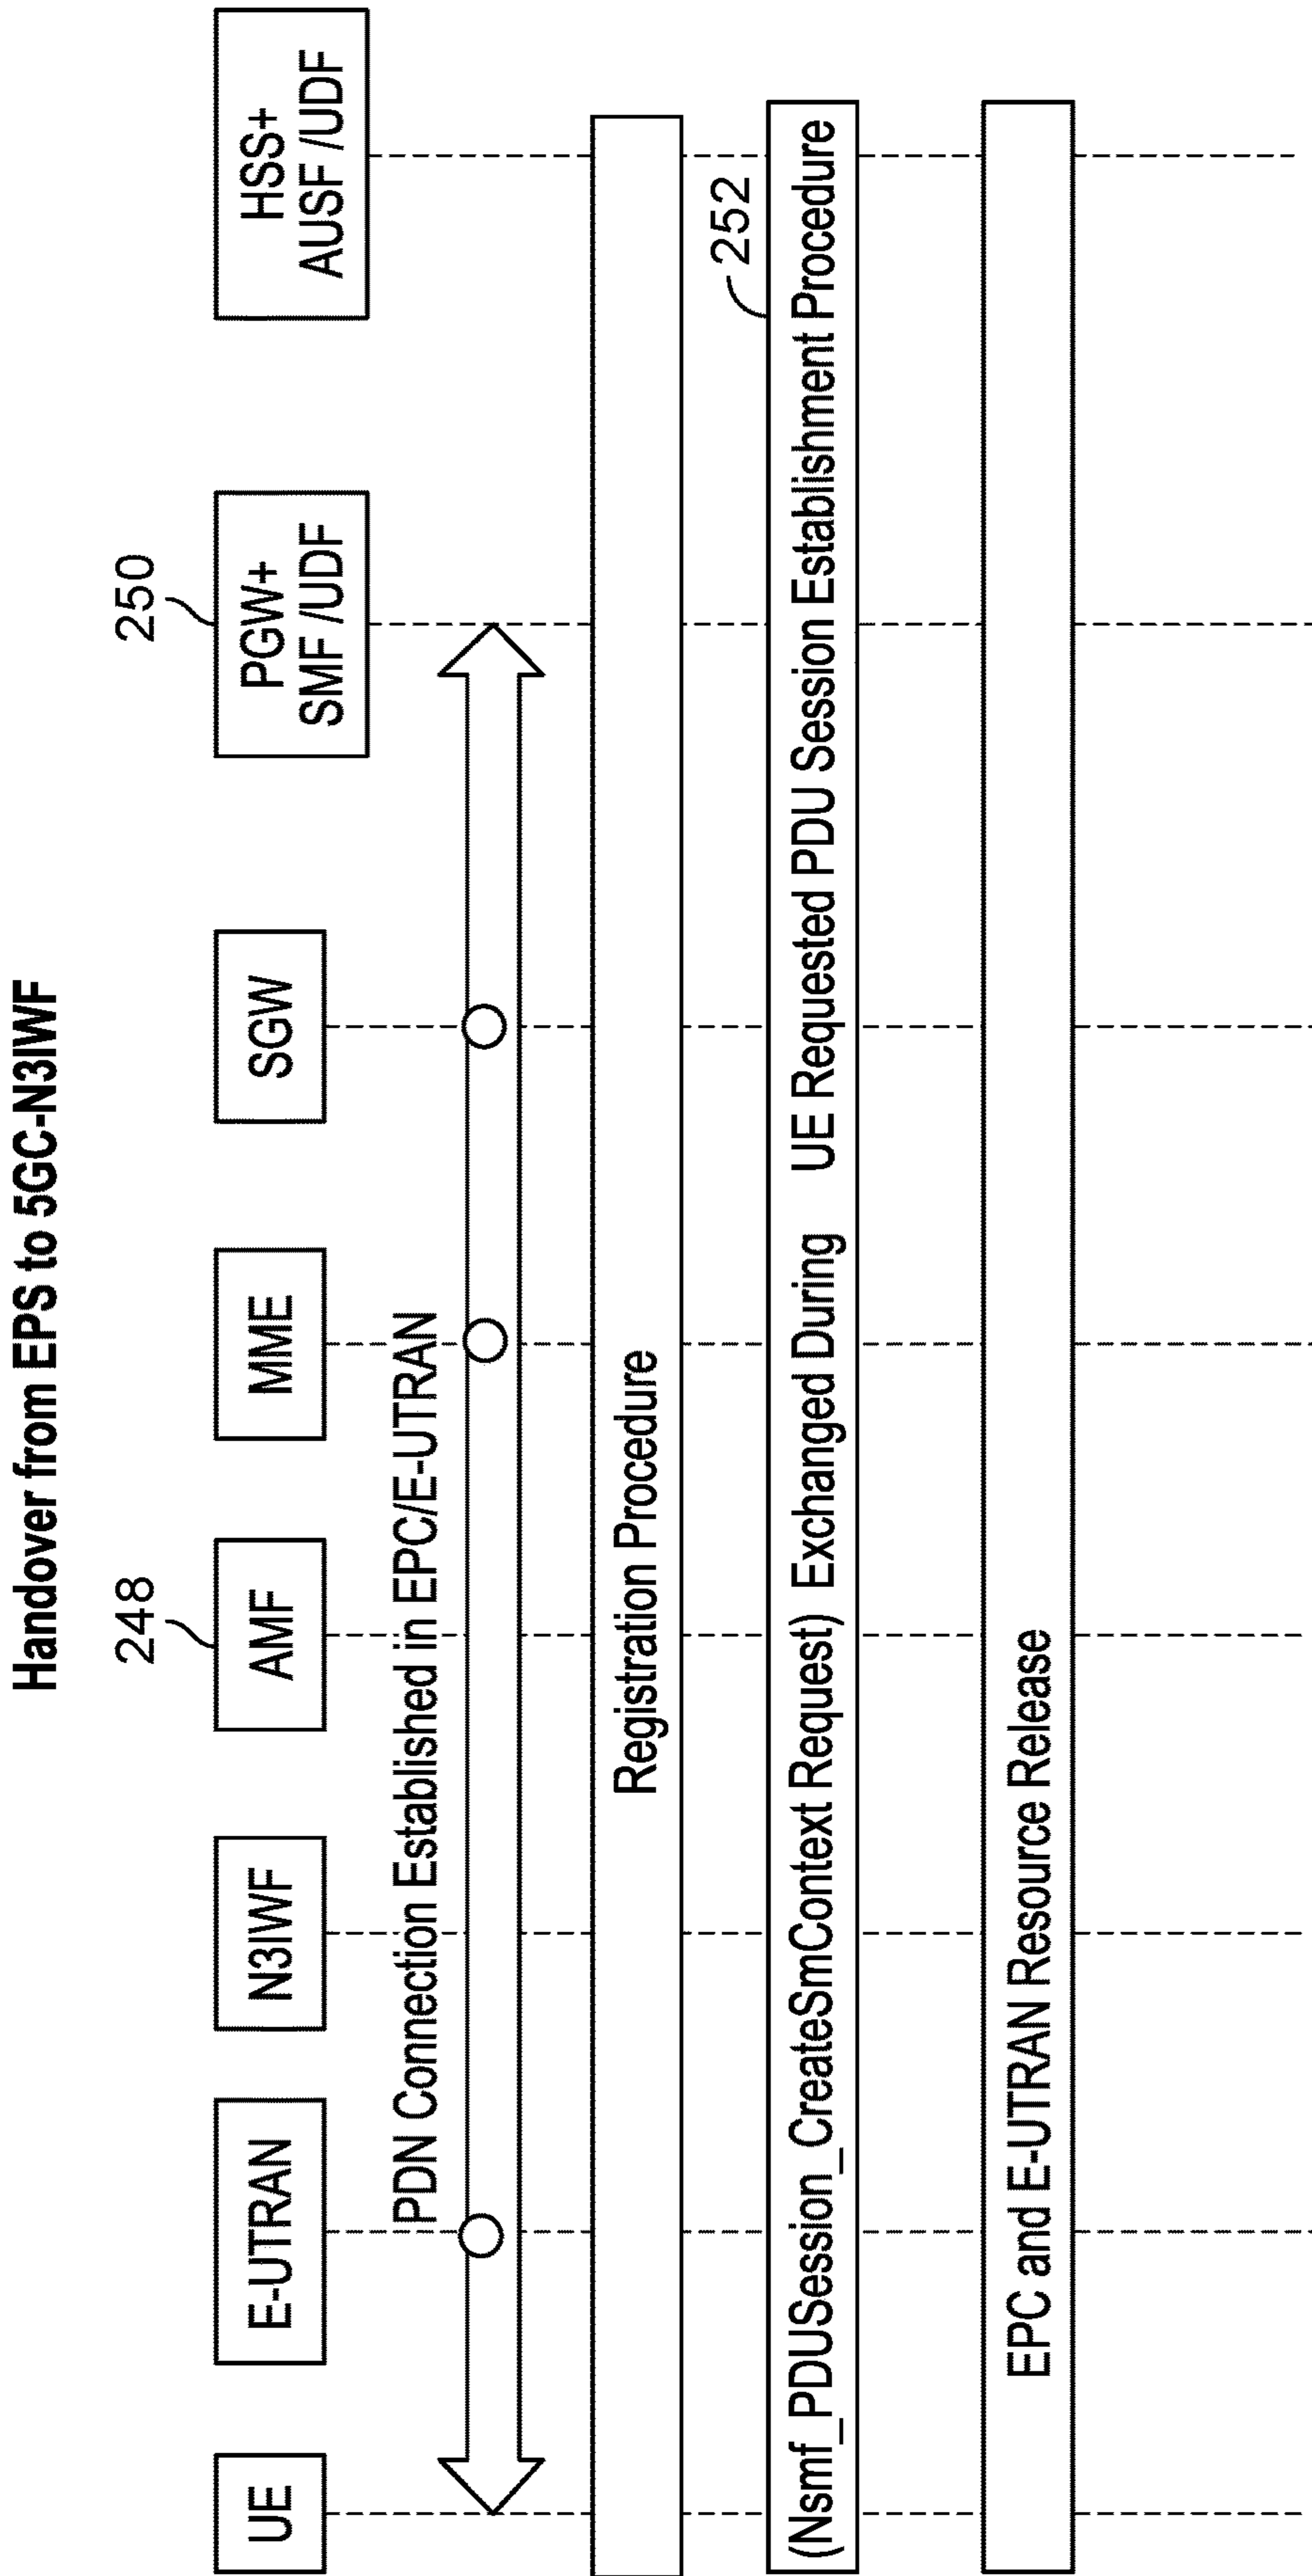 Handover from EPS to 5GC-N3IWF
248
250
UE
E-UTRAN
N3IWF
AMF
MME
SGW
PGW+
SMF /UDF
HSS+
AUSF /UDF
PDN Connection Established in EPC/E-UTRAN
Registration Procedure
252
(Nsmf_PDUSession_CreateSmContext Request) Exchanged During UE Requested PDU Session Establishment Procedure
EPC and E-UTRAN Resource Release